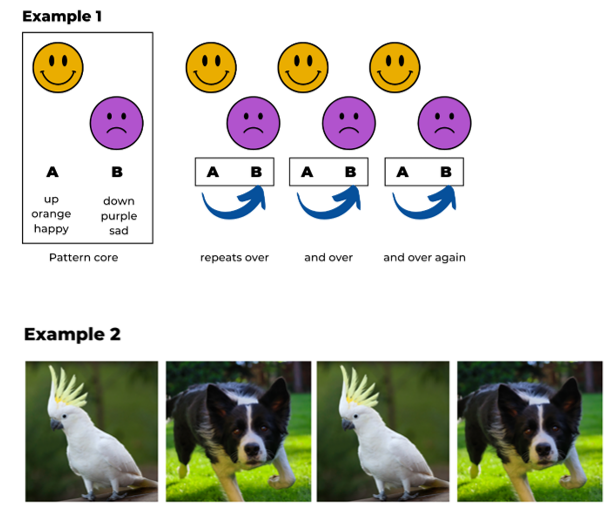 Example 1
A B
up
orange
happy
down
purple
sad
Pattern core
A B
A B
A B
repeats over
and over
and over again
Example 2